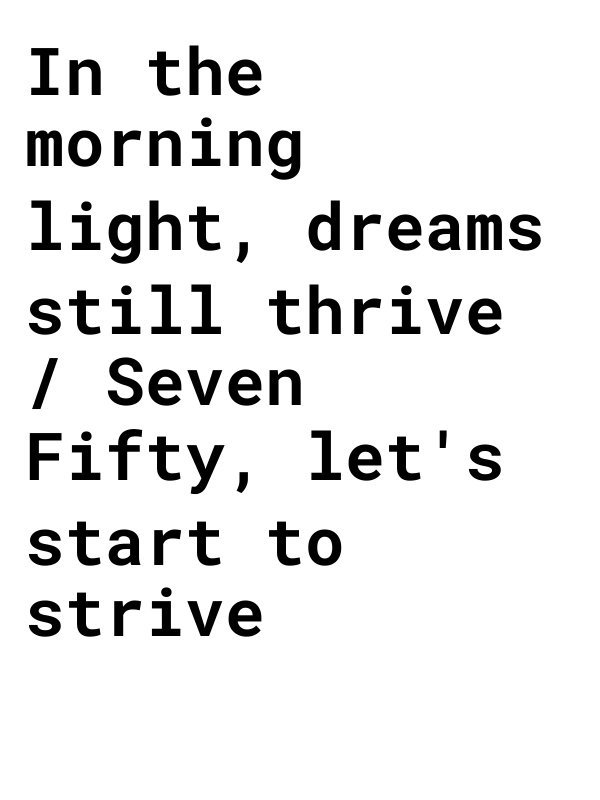 In the
morning
light, dreams
still thrive
/ Seven
Fifty, let's
start to
strive